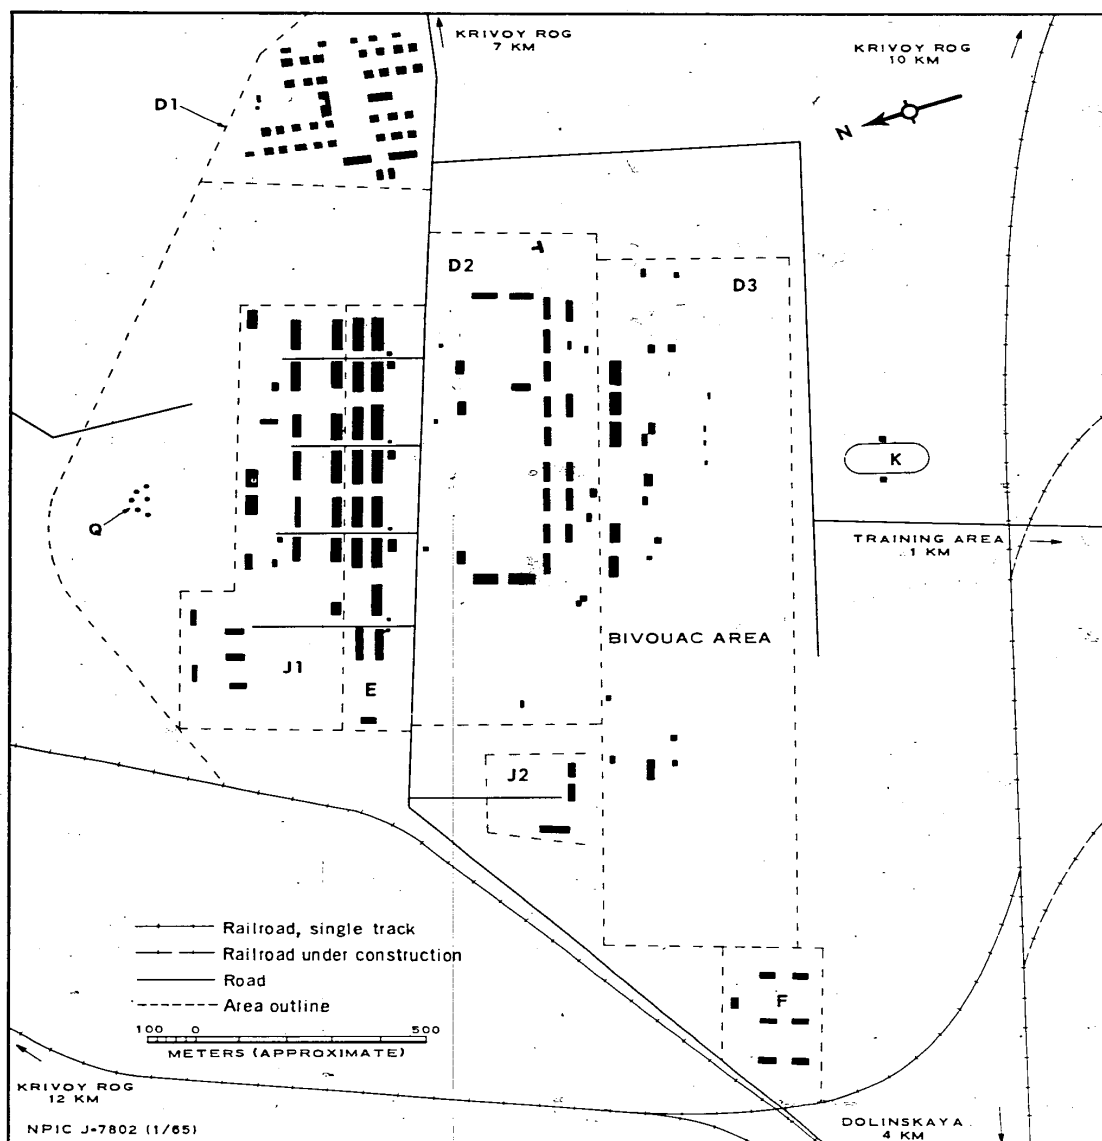 KRIVOY ROG
7 KM
KRIVOY ROG
10 KM
D1
N
D2
D3
K
Q
TRAINING AREA
1 KM
BIVOUAC AREA
J1
E
J2
Railroad, single track
Railroad under construction
Road
Area outline
F
100 0 500
METERS (APPROXIMATE)
KRIVOY ROG
12 KM
DOLINSKAYA
4 KM
NPIC J-7802 (1/65)